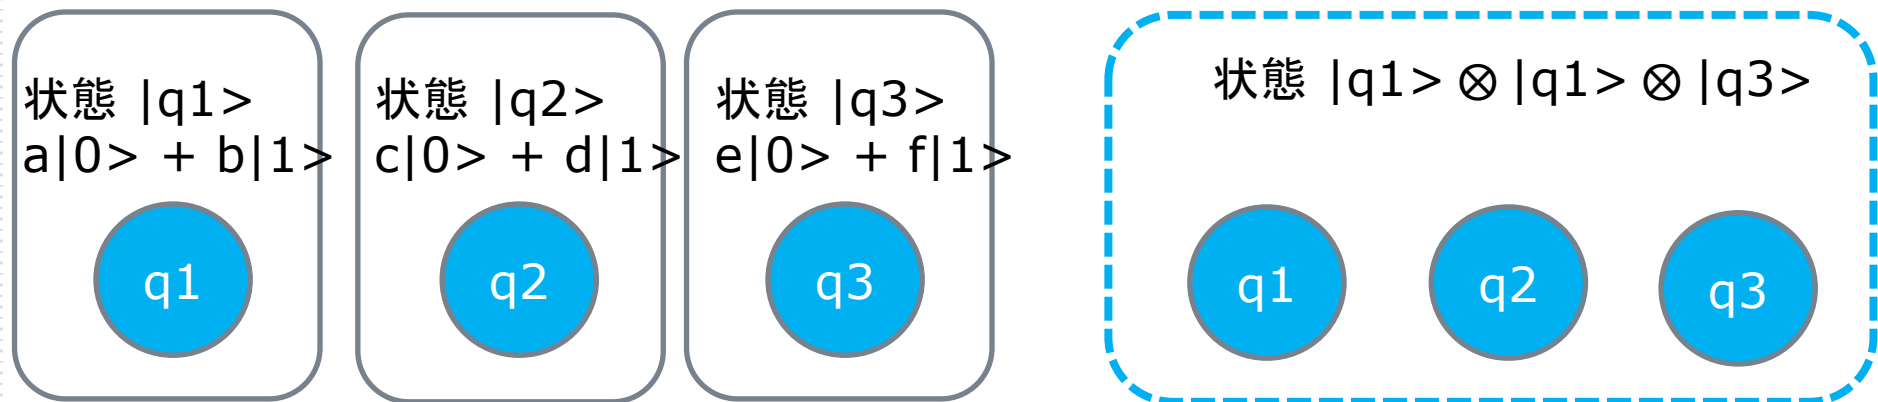 状態 |q1>
a|0> + b|1>
q1
状態 |q2>
c|0> + d|1>
q2
状態 |q3>
e|0> + f|1>
q3
状態 |q1> ⊗ |q1> ⊗ |q3>
q1
q2
q3